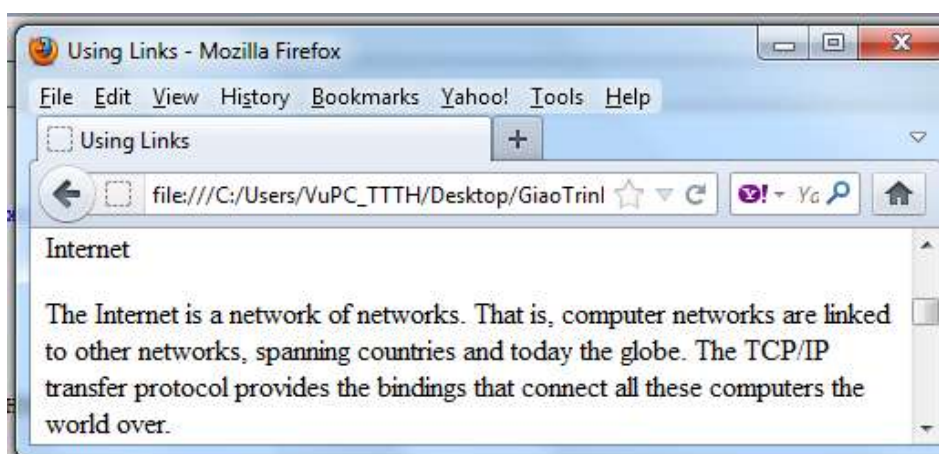 Using Links - Mozilla Firefox
File Edit View History Bookmarks Yahoo! Tools Help
Using Links
file:///C:/Users/VuPC_TTTH/Desktop/GiaoTrinl
Internet
The Internet is a network of networks. That is, computer networks are linked
to other networks, spanning countries and today the globe. The TCP/IP
transfer protocol provides the bindings that connect all these computers the
world over.